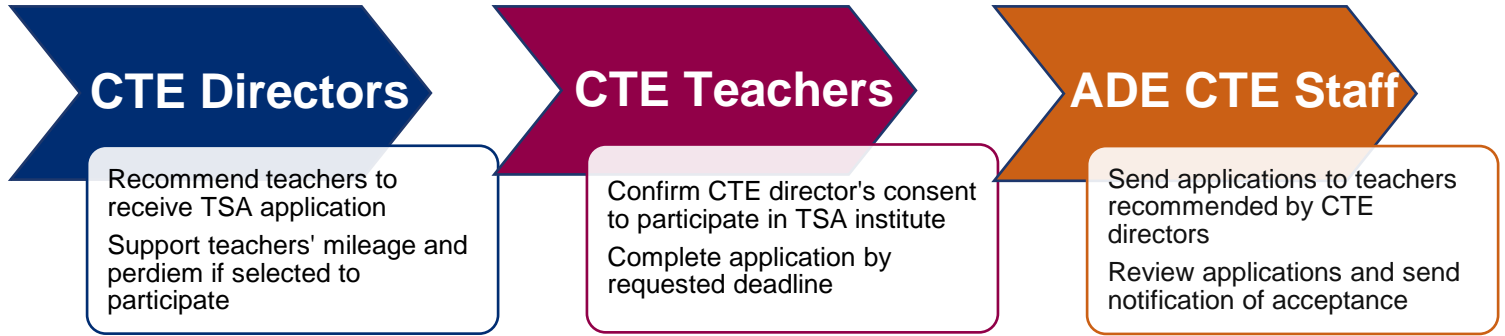 CTE Directors
Recommend teachers to
receive TSA application
Support teachers' mileage and
perdiem if selected to
participate
CTE Teachers
Confirm CTE director's consent
to participate in TSA institute
Complete application by
requested deadline
ADE CTE Staff
Send applications to teachers
recommended by CTE
directors
Review applications and send
notification of acceptance